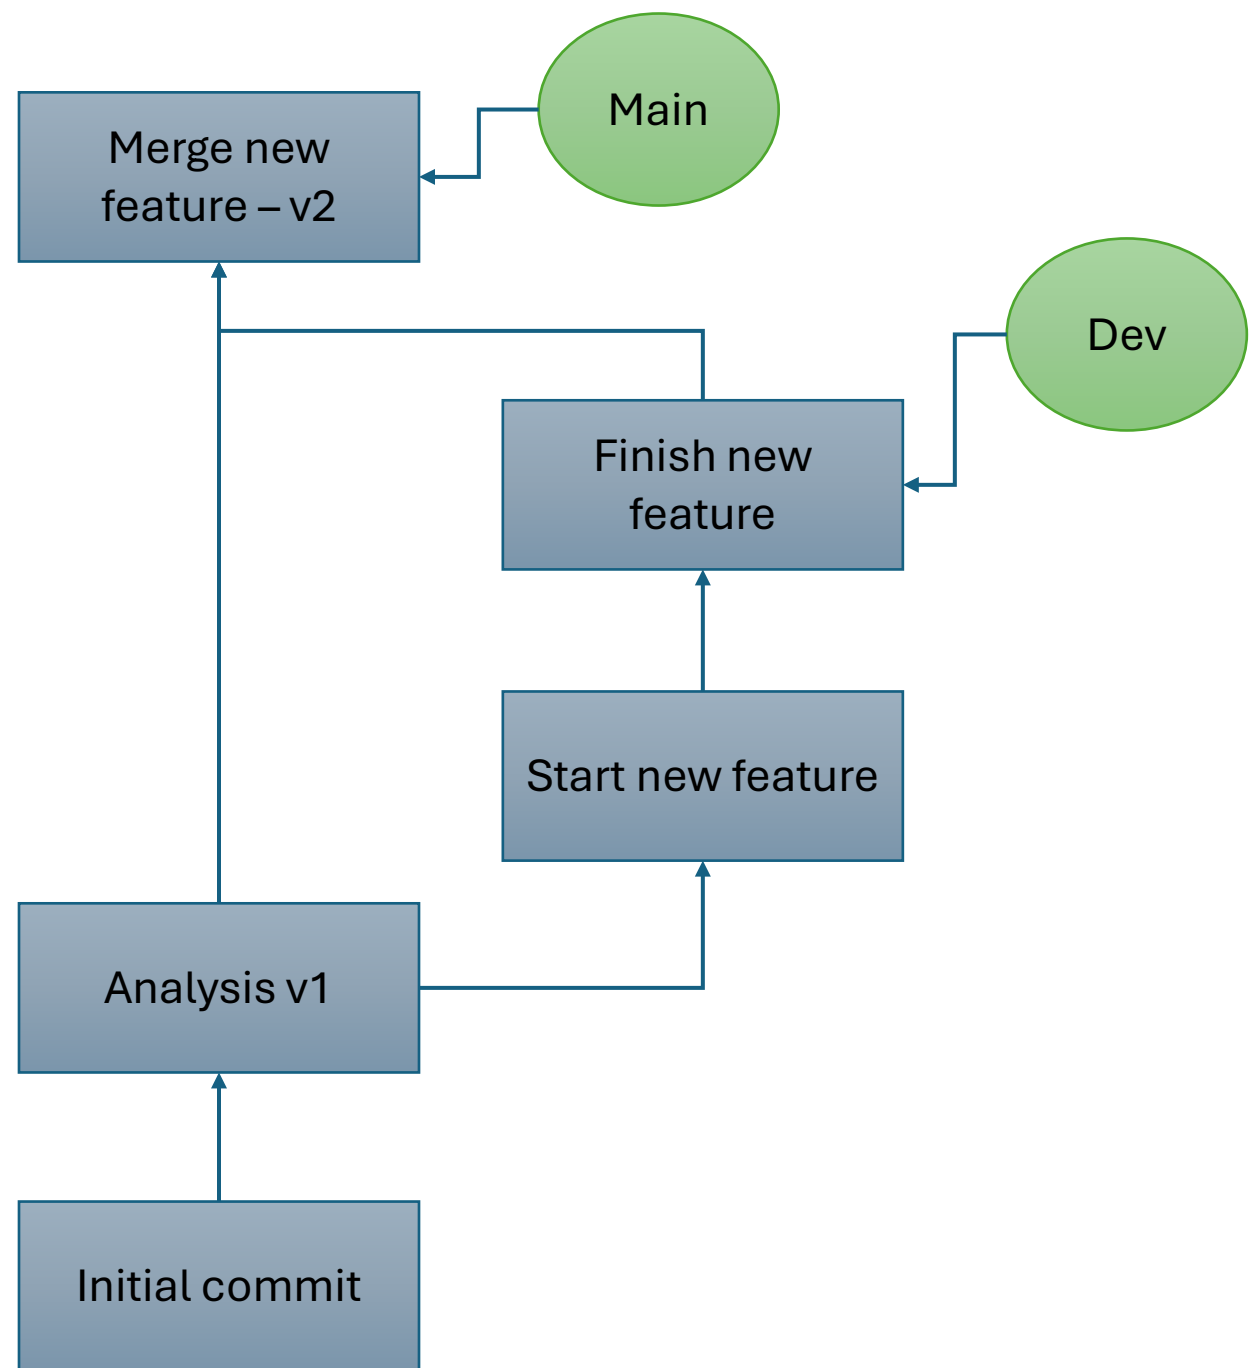 Main
Merge new
feature – v2
Dev
Finish new
feature
Start new feature
Analysis v1
Initial commit